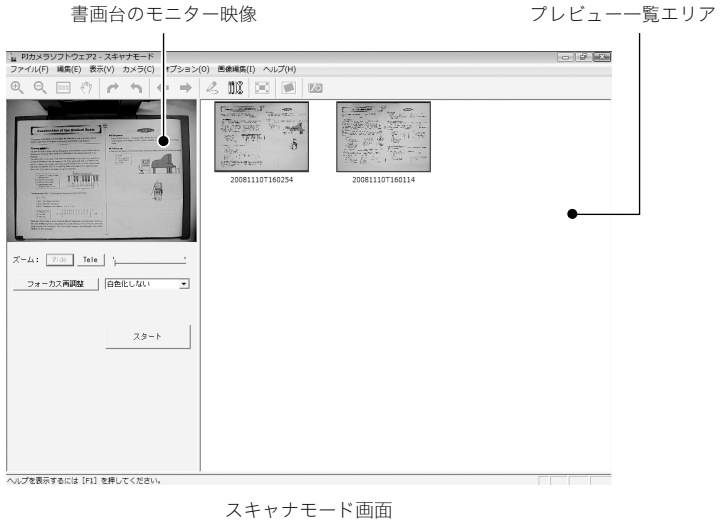 書画台のモニター映像
プレビュー一覧エリア
PJカメラソフトウェア2 - スキャナモード
ファイル(F) 編集(E) 表示(V) カメラ(C) オプション(O) 画像編集(I) ヘルプ(H)
20081110T160254
20081110T160114
ズーム: Wide Tele
フォーカス再調整 白色化しない
スタート
ヘルプを表示するには [F1] を押してください。
スキャナモード画面